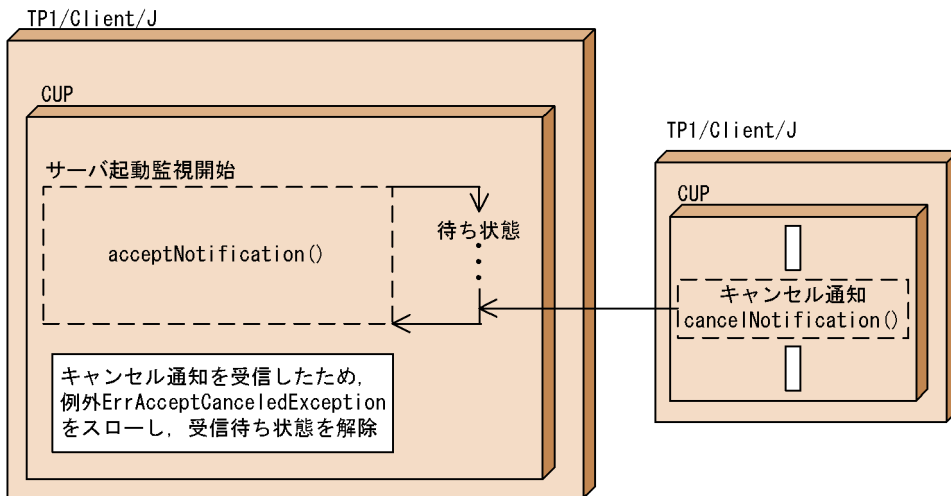 TP1/Client/J
CUP
サーバ起動監視開始
acceptNotification()
待ち状態
キャンセル通知を受信したため，
例外ErrAcceptCanceledException
をスローし，受信待ち状態を解除
TP1/Client/J
CUP
キャンセル通知
cancelNotification()